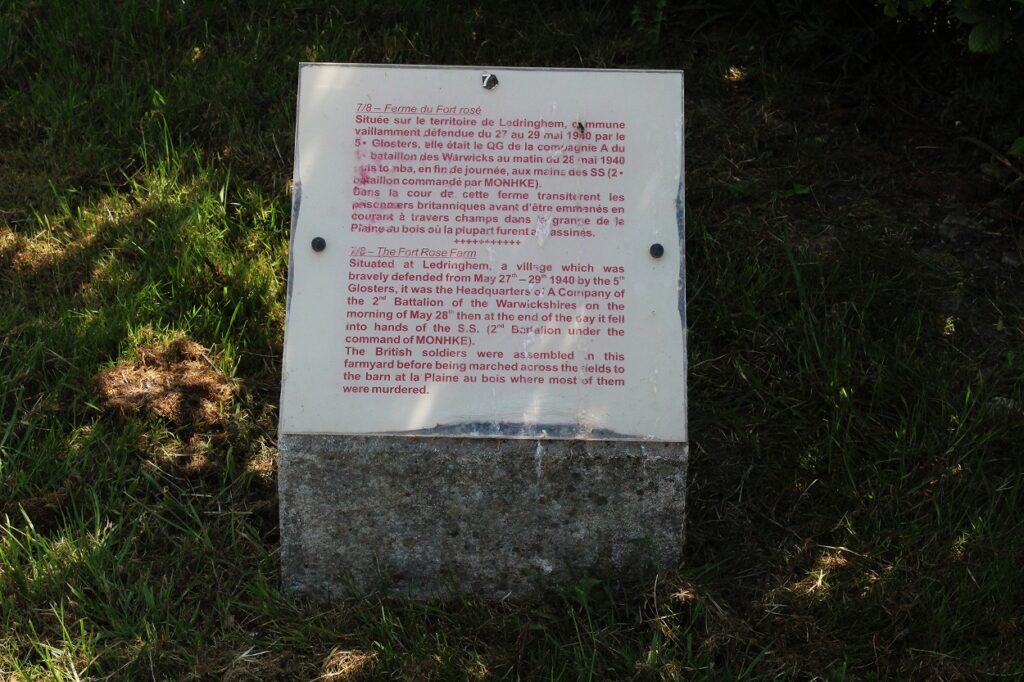 7
7/8 – Ferme du Fort rosé
Située sur le territoire de Ledringhem, commune
vaillamment défendue du 27 au 29 mai 1940 par le
5e Glosters, elle était le QG de la compagnie A du
bataillon des Warwicks au matin du 28 mai 1940
puis tomba, en fin de journée, aux mains des SS (2e
bataillon commandé par MONHKE).
Dans la cour de cette ferme transitèrent les
prisonniers britanniques avant d'être emmenés en
courant à travers champs dans la grange de la
Plaine au bois où la plupart furent assassinés.
+++++++++++
7/8 – The Fort Rose Farm
Situated at Ledringhem, a village which was
bravely defended from May 27th – 29th 1940 by the 5th
Glosters, it was the Headquarters of A Company of
the 2nd Battalion of the Warwickshires on the
morning of May 28th then at the end of the day it fell
into hands of the S.S. (2nd Battalion under the
command of MONHKE).
The British soldiers were assembled in this
farmyard before being marched across the fields to
the barn at la Plaine au bois where most of them
were murdered.